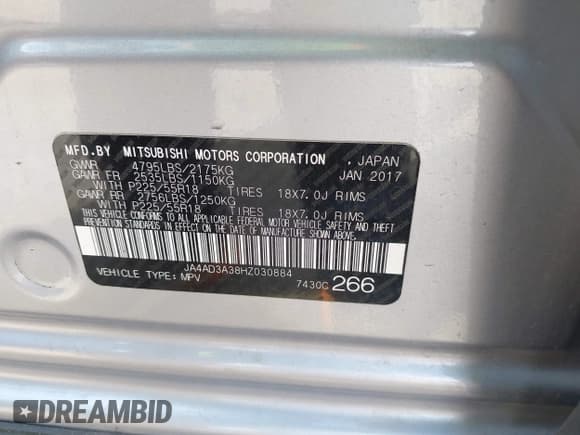 MFD.BY MITSUBISHI MOTORS CORPORATION , JAPAN
GVWR 4795LBS/2175KG JAN 2017
GAWR FR 2535LBS/1150KG
WITH P225/55R18 TIRES 18X7.0J RIMS
GAWR RR 2756LBS/1250KG
WITH P225/55R18 TIRES 18X7.0J RIMS
THIS VEHICLE CONFORMS TO ALL APPLICABLE FEDERAL MOTOR VEHICLE SAFETY AND THEFT
PREVENTION STANDARDS IN EFFECT ON THE DATE OF MANUFACTURE SHOWN ABOVE.
JA4AD3A38HZ030884
VEHICLE TYPE: MPV 7430C 266
DREAMBID